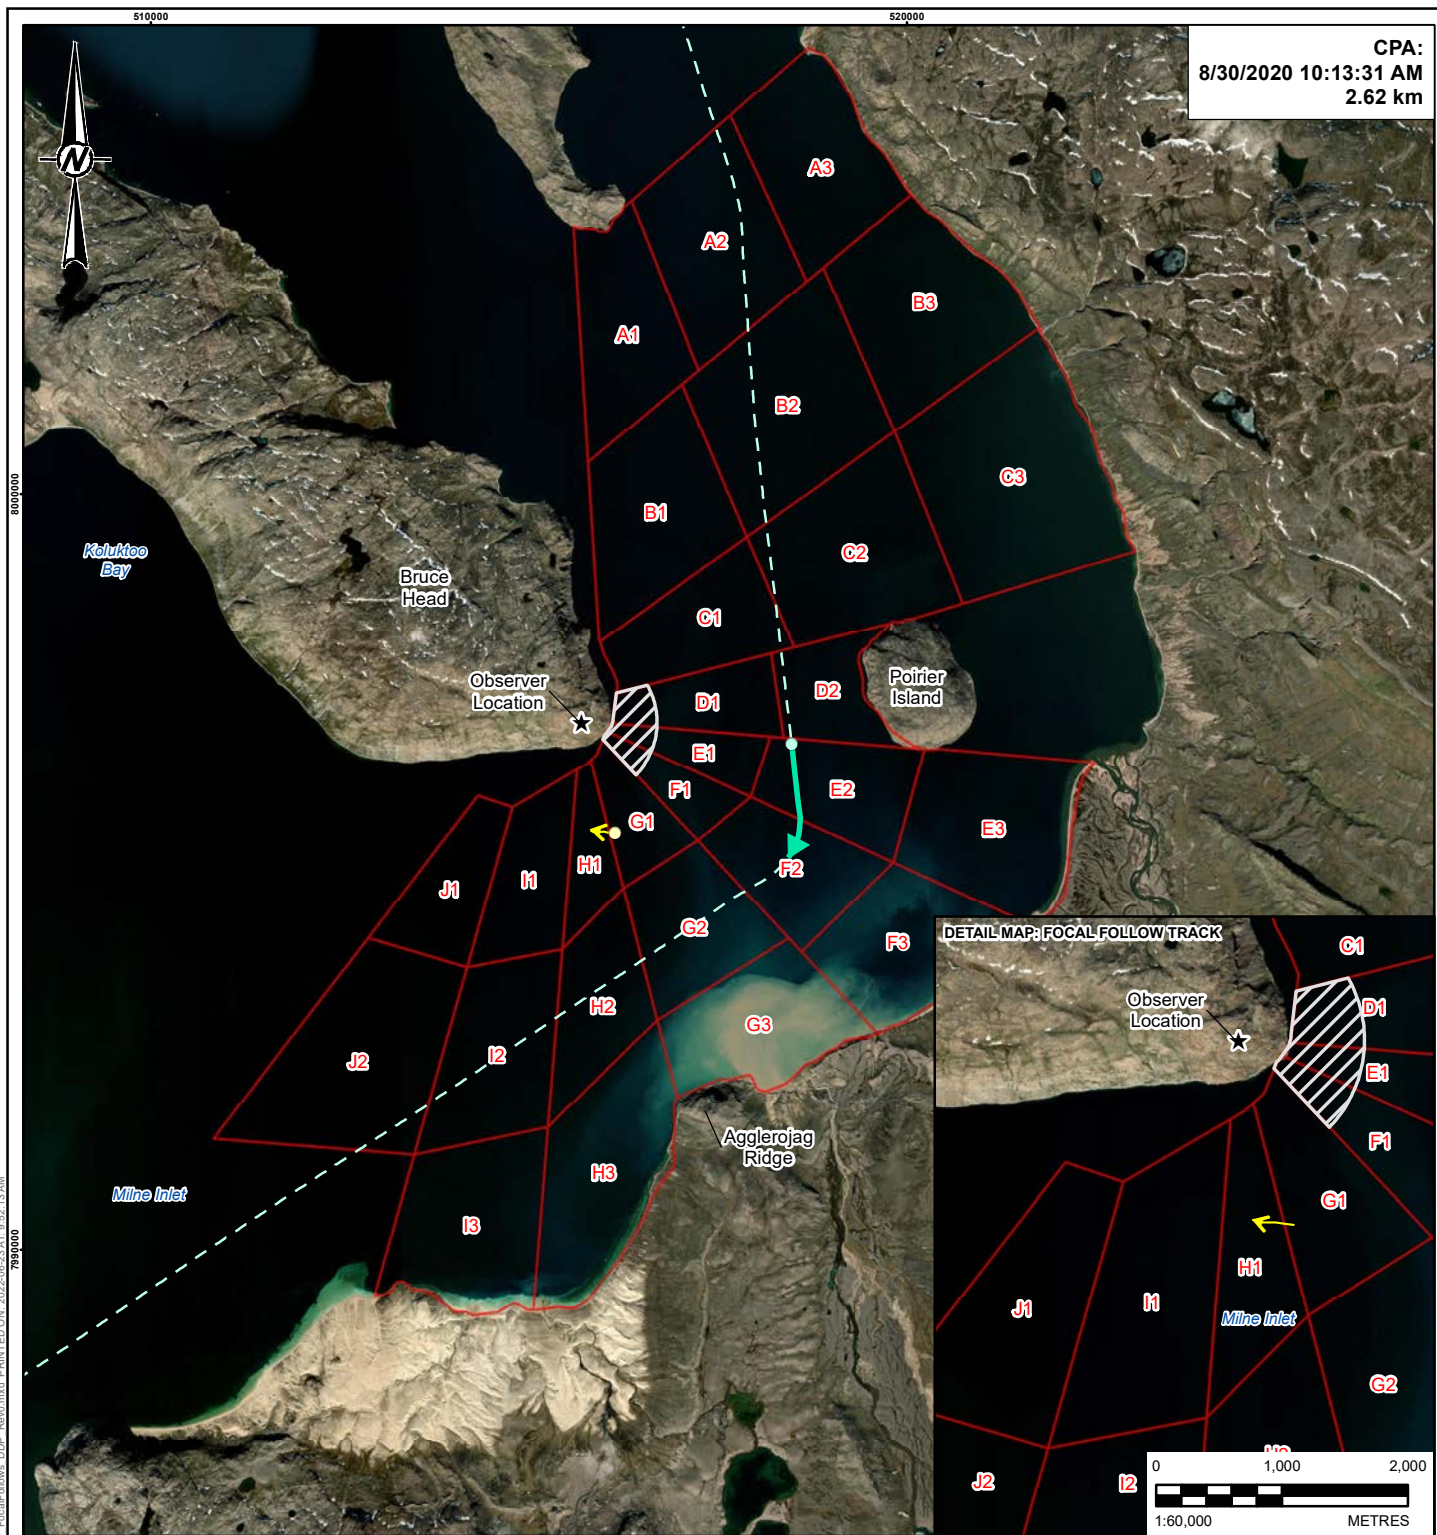 510000
520000
CPA:
8/30/2020 10:13:31 AM
2.62 km
N
A3
A2
B3
A1
B2
8000000
C3
B1
Koluktoo
Bay
C2
Bruce
Head
C1
Observer
Location
D1
D2
Poirier
Island
E1
F1
E2
G1
E3
H1
F2
J1
I1
G2
F3
H2
G3
J2
I2
Agglerojag
Ridge
H3
Milne Inlet
I3
7990000
DETAIL MAP: FOCAL FOLLOW TRACK
C1
Observer
Location
D1
E1
F1
G1
H1
J1
I1
Milne Inlet
G2
J2
I2
0 1,000 2,000
1:60,000 METRES